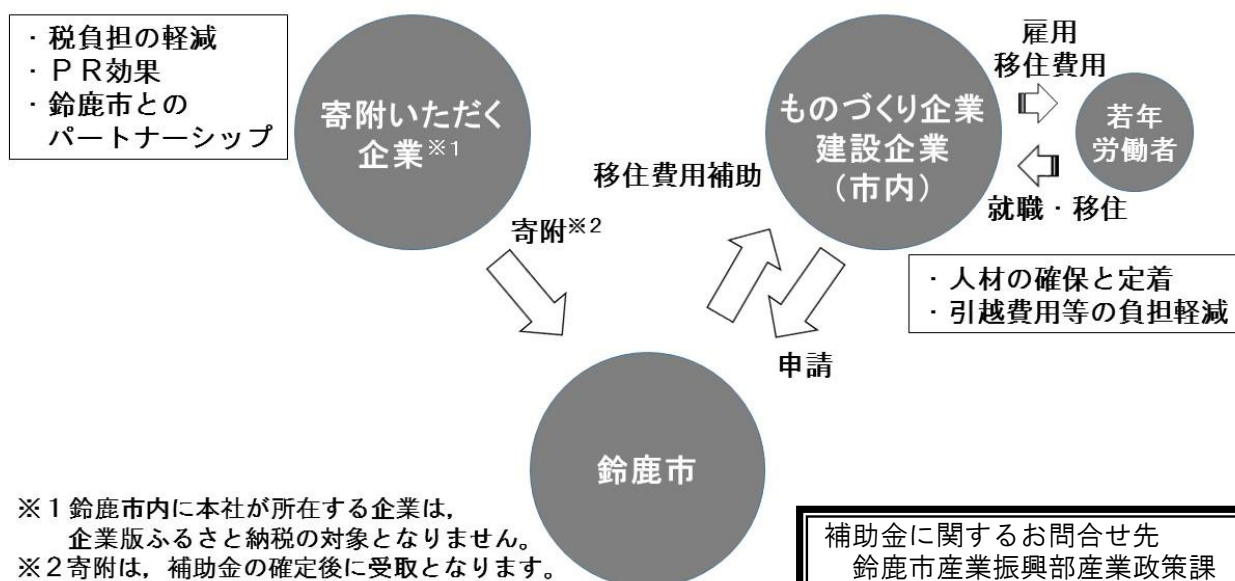 ・税負担の軽減
・ＰＲ効果
・鈴鹿市との
パートナーシップ
寄附いただく
企業※1
寄附※2
移住費用補助
ものづくり企業
建設企業
（市内）
雇用
移住費用
若年
労働者
就職・移住
・人材の確保と定着
・引越費用等の負担軽減
申請
鈴鹿市
※１鈴鹿市内に本社が所在する企業は，
企業版ふるさと納税の対象となりません。
※２寄附は，補助金の確定後に受取となります。
補助金に関するお問合せ先
鈴鹿市産業振興部産業政策課